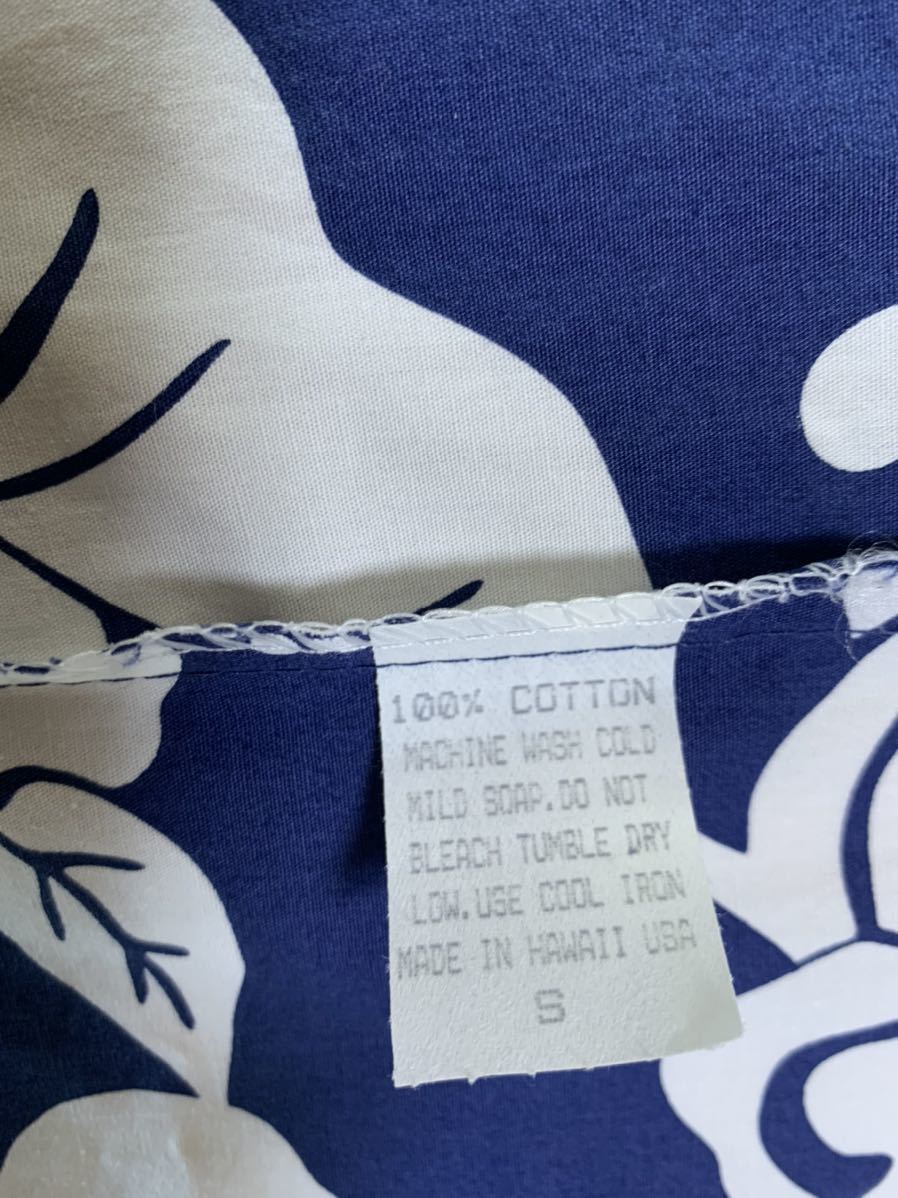 100% COTTON
MACHINE WASH COLD
MILD SOAP.DO NOT
BLEACH TUMBLE DRY
LOW.USE COOL IRON
MADE IN HAWAII USA
S